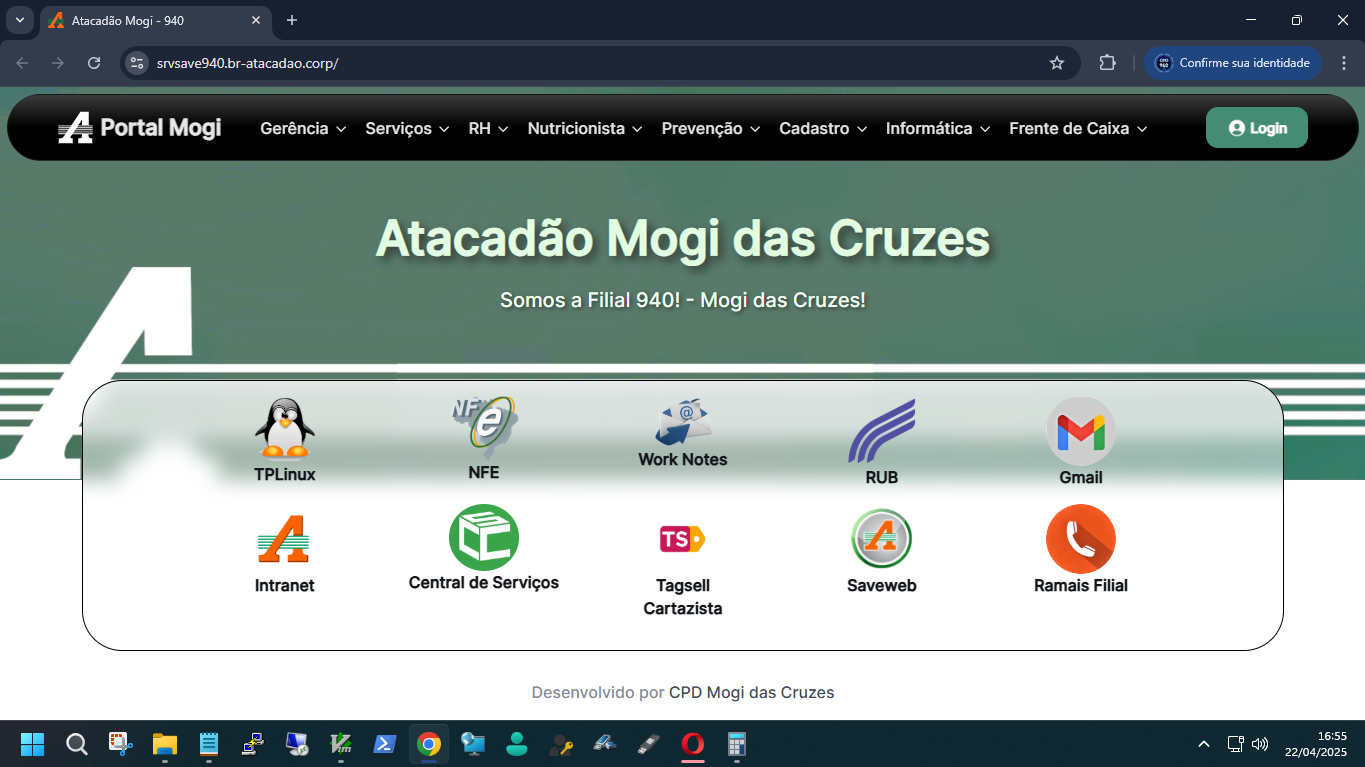 Atacadão Mogi - 940
srvsave940.br-atacadao.corp/
Confirme sua identidade
Portal Mogi
Gerência
Serviços
RH
Nutricionista
Prevenção
Cadastro
Informática
Frente de Caixa
Login
Atacadão Mogi das Cruzes
Somos a Filial 940! - Mogi das Cruzes!
NFe
TPLinux
NFE
Work Notes
RUB
Gmail
TS
Intranet
Central de Serviços
Tagsell
Cartazista
Saveweb
Ramais Filial
Desenvolvido por CPD Mogi das Cruzes
16:55
22/04/2025